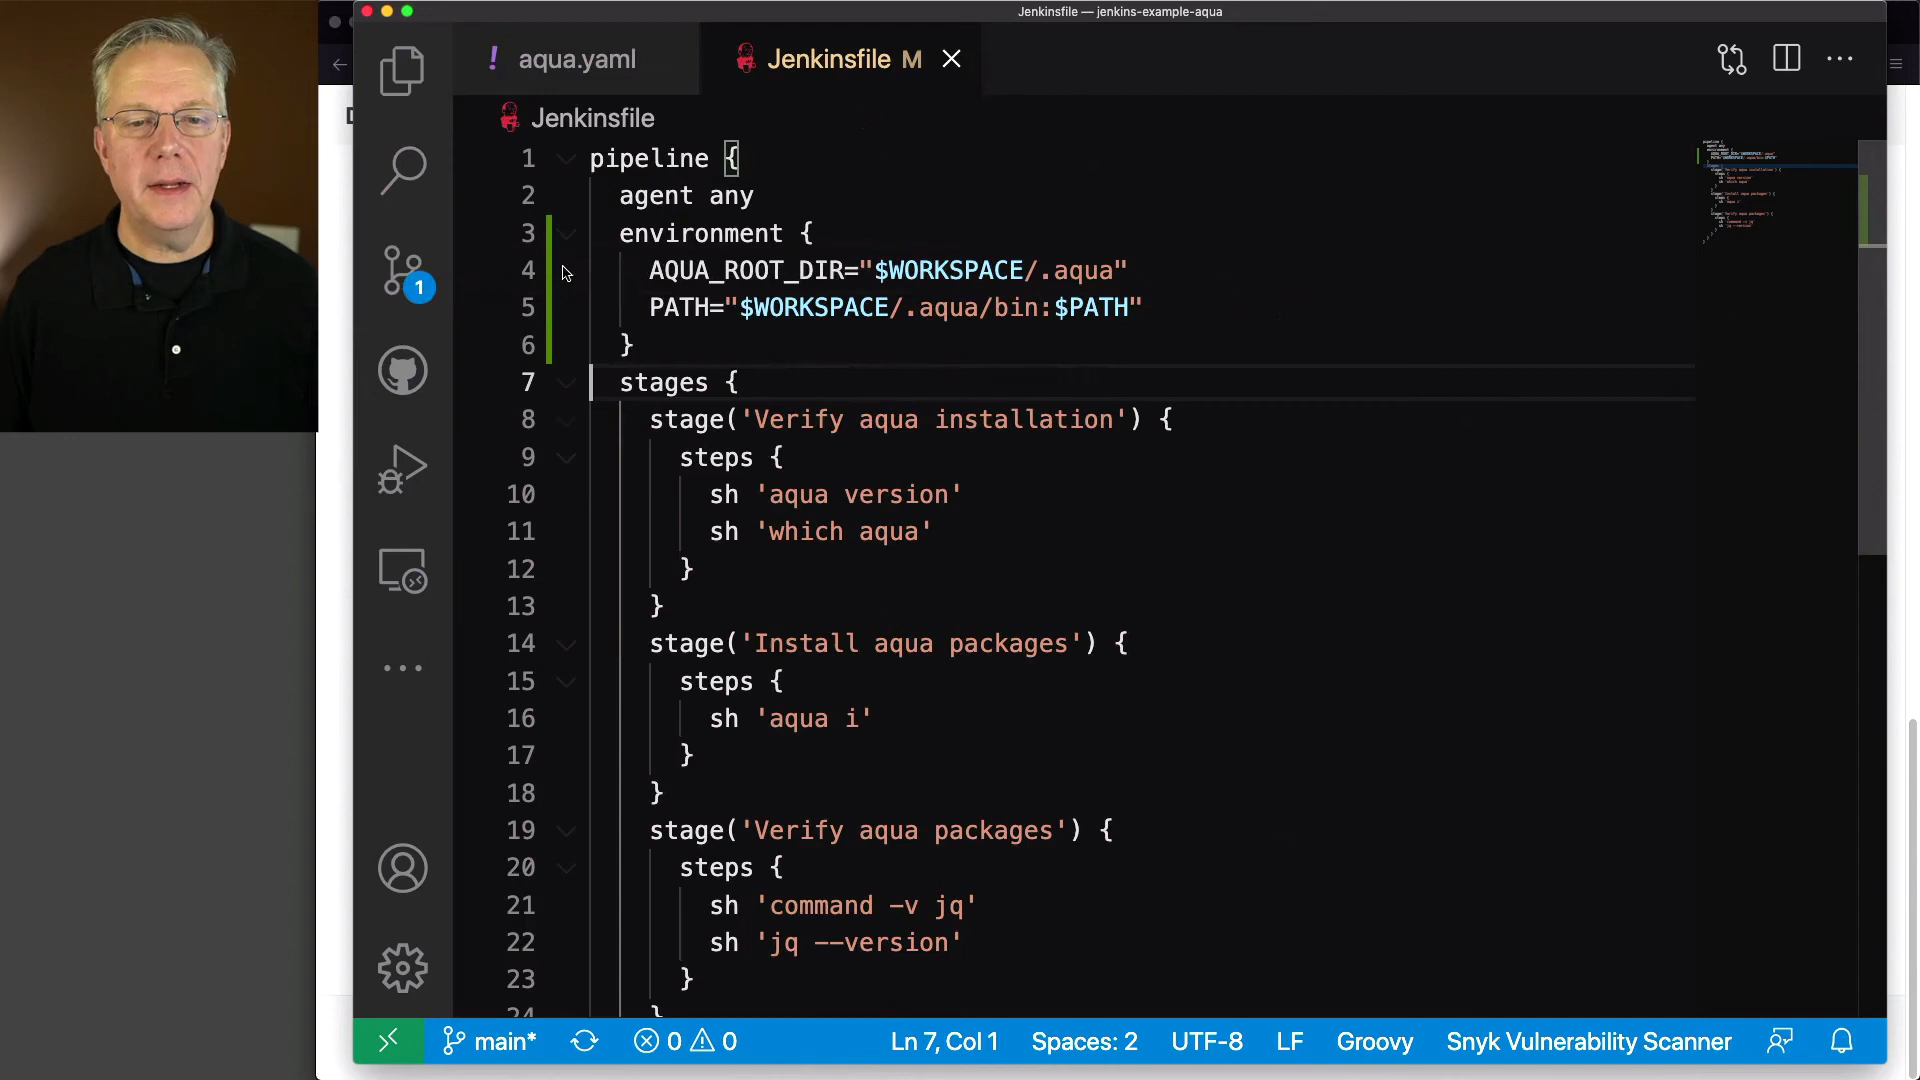 Jenkinsfile — jenkins-example-aqua
! aqua.yaml
Jenkinsfile M
Jenkinsfile
1 pipeline {
2 agent any
3 environment {
4 AQUA_ROOT_DIR="$WORKSPACE/.aqua"
5 PATH="$WORKSPACE/.aqua/bin:$PATH"
6 }
7 stages {
8 stage('Verify aqua installation') {
9 steps {
10 sh 'aqua version'
11 sh 'which aqua'
12 }
13 }
14 stage('Install aqua packages') {
15 steps {
16 sh 'aqua i'
17 }
18 }
19 stage('Verify aqua packages') {
20 steps {
21 sh 'command -v jq'
22 sh 'jq --version'
23 }
24 }
1
main* 0 0 Ln 7, Col 1 Spaces: 2 UTF-8 LF Groovy Snyk Vulnerability Scanner